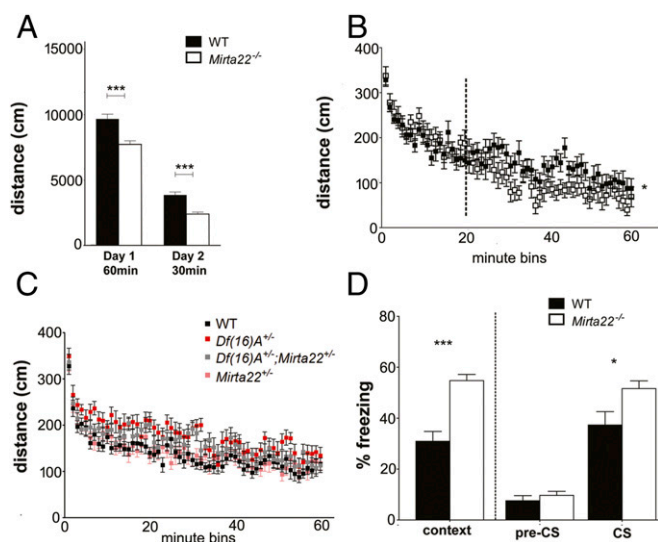 A
WT
Mirta22-/-
15000
10000
5000
0
distance (cm)
***
***
Day 1
60min
Day 2
30min
B
400
300
200
100
0
distance (cm)
*
0
20
40
60
minute bins
C
WT
Df(16)A+/-
Df(16)A+/-;Mirta22+/-
Mirta22+/-
400
300
200
100
0
distance (cm)
0
20
40
60
minute bins
D
WT
Mirta22-/-
80
60
40
20
0
% freezing
***
*
context
pre-CS
CS